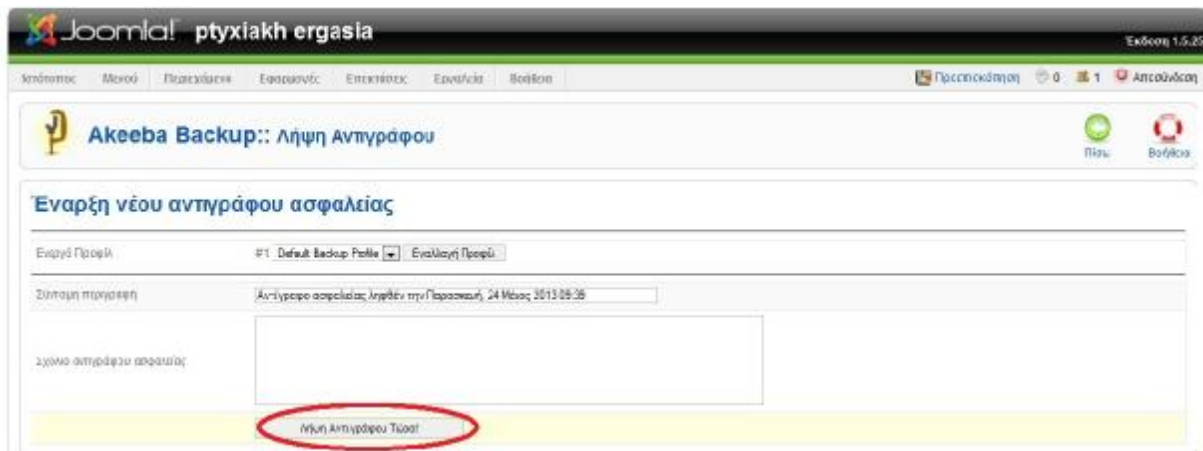 Joomla! ptyxiakh ergasia
Έκδοση 1.5.25
Ιστότοπος Μενού Περιεχόμενα Εφαρμογές Επεκτάσεις Εργαλεία Βοήθεια Προεπισκόπηση 0 1 Αποσύνδεση
Akeeba Backup:: Λήψη Αντιγράφου
Πίσω Βοήθεια
Έναρξη νέου αντιγράφου ασφαλείας
Ενεργό Προφίλ #1 Default Backup Profile Εναλλαγή Προφίλ
Σύντομη περιγραφή Αντίγραφο ασφαλείας ληφθέν την Παρασκευή, 24 Μάιος 2013 09:39
Σχόλιο αντιγράφου ασφαλείας
Λήψη Αντιγράφου Τώρα!